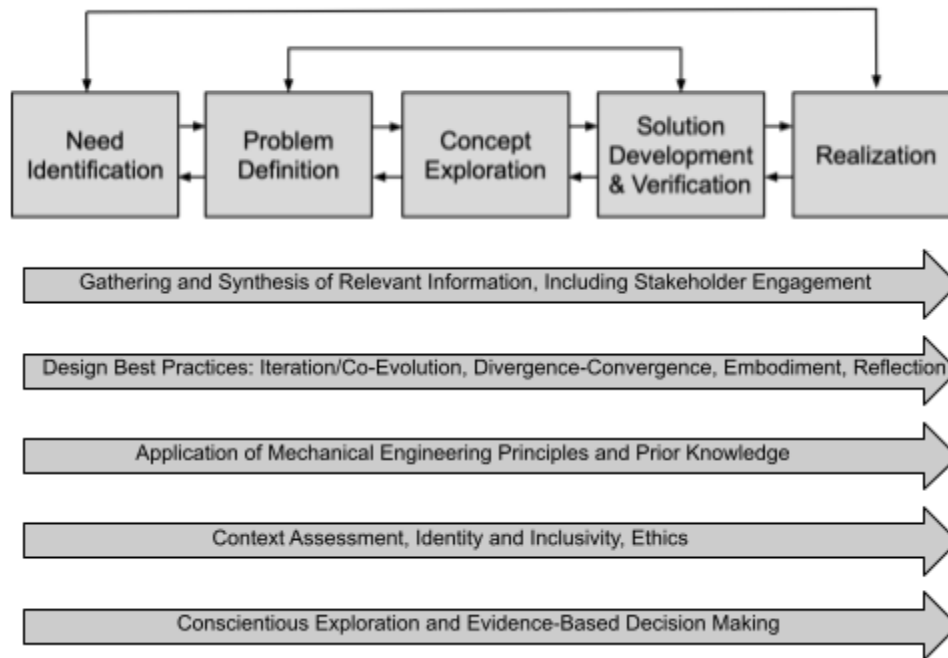 Need
Identification
Problem
Definition
Concept
Exploration
Solution
Development
& Verification
Realization
Gathering and Synthesis of Relevant Information, Including Stakeholder Engagement
Design Best Practices: Iteration/Co-Evolution, Divergence-Convergence, Embodiment, Reflection
Application of Mechanical Engineering Principles and Prior Knowledge
Context Assessment, Identity and Inclusivity, Ethics
Conscientious Exploration and Evidence-Based Decision Making